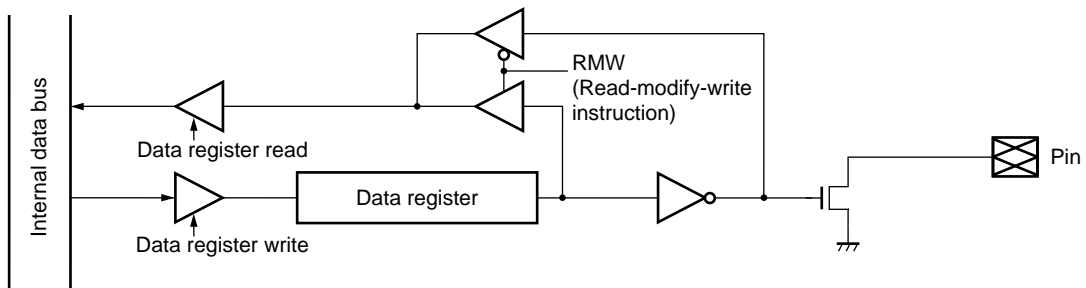 Internal data bus
RMW
(Read-modify-write
instruction)
Data register read
Pin
Data register
Data register write